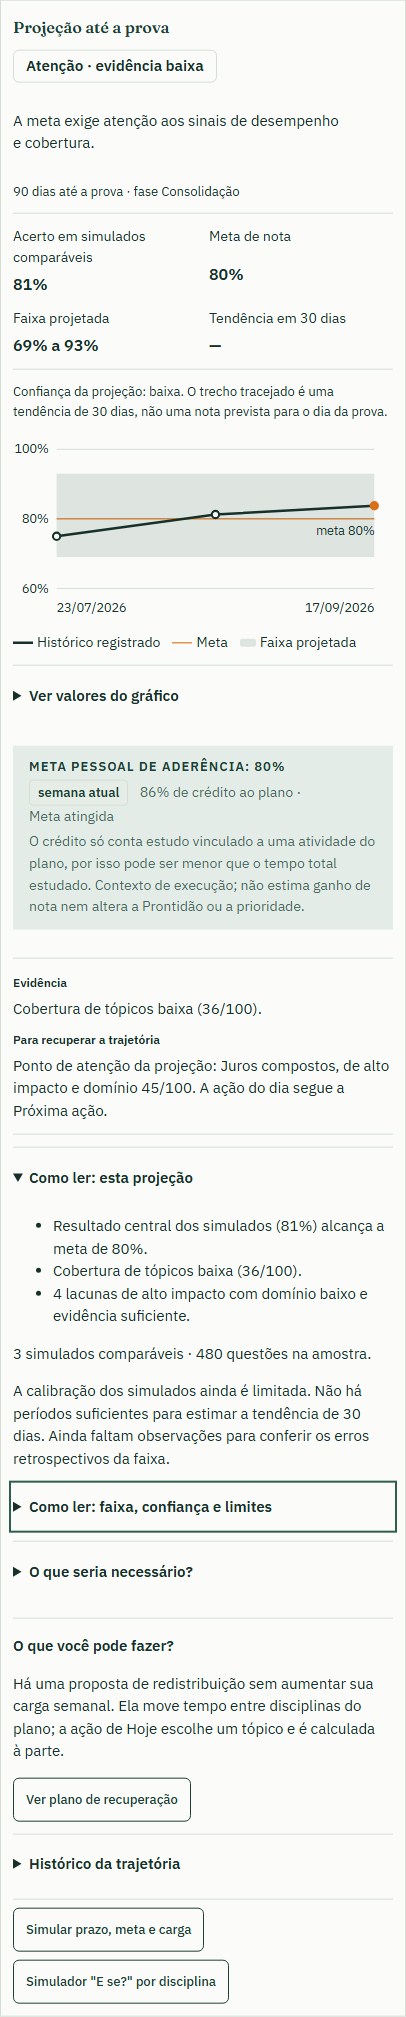 Projeção até a prova
Atenção · evidência baixa
A meta exige atenção aos sinais de desempenho
e cobertura.
90 dias até a prova · fase Consolidação
Acerto em simulados
comparáveis
81%
Meta de nota
80%
Faixa projetada
69% a 93%
Tendência em 30 dias
—
Confiança da projeção: baixa. O trecho tracejado é uma
tendência de 30 dias, não uma nota prevista para o dia da prova.
100%
80%
meta 80%
60%
23/07/2026
17/09/2026
Histórico registrado
Meta
Faixa projetada
Ver valores do gráfico
META PESSOAL DE ADERÊNCIA: 80%
semana atual 86% de crédito ao plano ·
Meta atingida
O crédito só conta estudo vinculado a uma atividade do
plano, por isso pode ser menor que o tempo total
estudado. Contexto de execução; não estima ganho de
nota nem altera a Prontidão ou a prioridade.
Evidência
Cobertura de tópicos baixa (36/100).
Para recuperar a trajetória
Ponto de atenção da projeção: Juros compostos, de alto
impacto e domínio 45/100. A ação do dia segue a
Próxima ação.
Como ler: esta projeção
• Resultado central dos simulados (81%) alcança a
meta de 80%.
• Cobertura de tópicos baixa (36/100).
• 4 lacunas de alto impacto com domínio baixo e
evidência suficiente.
3 simulados comparáveis · 480 questões na amostra.
A calibração dos simulados ainda é limitada. Não há
períodos suficientes para estimar a tendência de 30
dias. Ainda faltam observações para conferir os erros
retrospectivos da faixa.
Como ler: faixa, confiança e limites
O que seria necessário?
O que você pode fazer?
Há uma proposta de redistribuição sem aumentar sua
carga semanal. Ela move tempo entre disciplinas do
plano; a ação de Hoje escolhe um tópico e é calculada
à parte.
Ver plano de recuperação
Histórico da trajetória
Simular prazo, meta e carga
Simulador "E se?" por disciplina